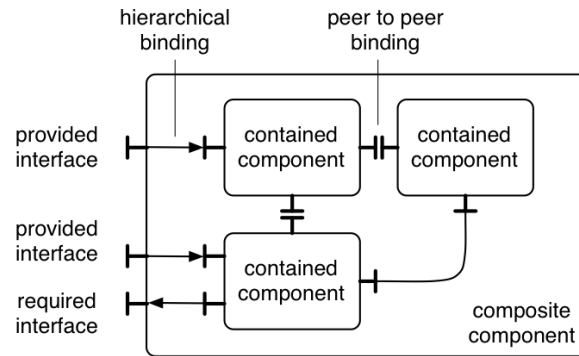 hierarchical
binding
peer to peer
binding
provided
interface
contained
component
contained
component
provided
interface
contained
component
required
interface
composite
component